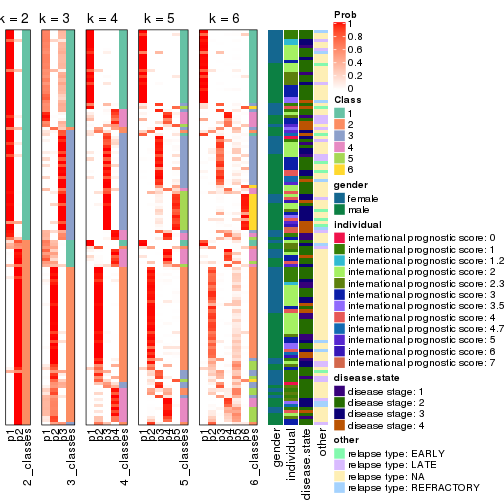 k = 2 k = 3 k = 4 k = 5 k = 6
Prob
1
0.8
0.6
0.4
0.2
0
Class
1
2
3
4
5
6
gender
female
male
individual
international prognostic score: 0
international prognostic score: 1
international prognostic score: 1.2
international prognostic score: 2
international prognostic score: 2.3
international prognostic score: 3
international prognostic score: 3.5
international prognostic score: 4
international prognostic score: 4.7
international prognostic score: 5
international prognostic score: 6
international prognostic score: 7
disease.state
disease stage: 1
disease stage: 2
disease stage: 3
disease stage: 4
other
relapse type: EARLY
relapse type: LATE
relapse type: NA
relapse type: REFRACTORY
p1 p2 2_classes
p1 p2 p3 3_classes
p1 p2 p3 p4 4_classes
p1 p2 p3 p4 p5 5_classes
p1 p2 p3 p4 p5 p6 6_classes
gender
individual
disease.state
other